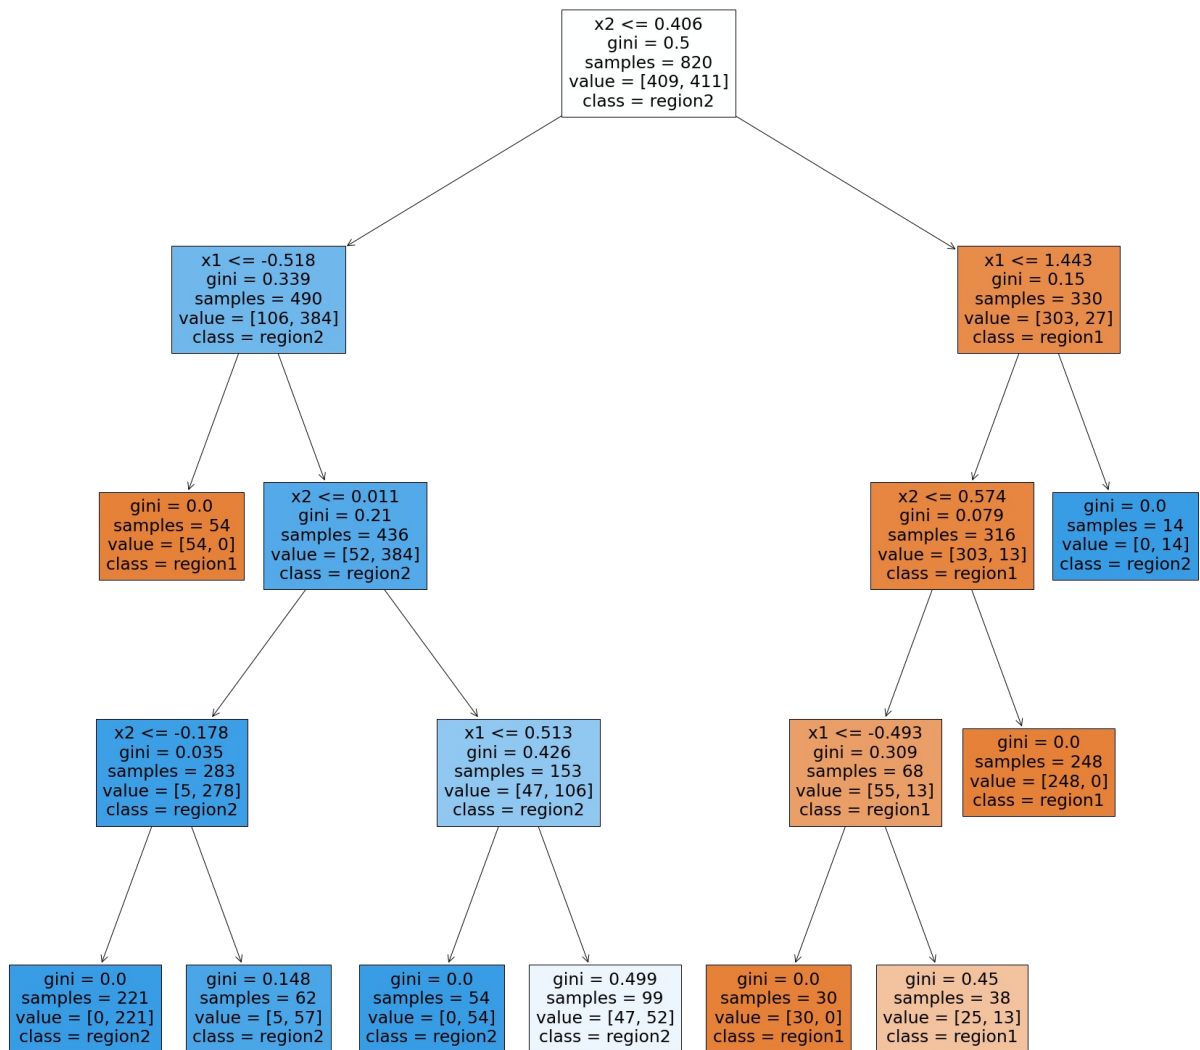 x2 <= 0.406
gini = 0.5
samples = 820
value = [409, 411]
class = region2
x1 <= -0.518
gini = 0.339
samples = 490
value = [106, 384]
class = region2
x1 <= 1.443
gini = 0.15
samples = 330
value = [303, 27]
class = region1
gini = 0.0
samples = 54
value = [54, 0]
class = region1
x2 <= 0.011
gini = 0.21
samples = 436
value = [52, 384]
class = region2
x2 <= 0.574
gini = 0.079
samples = 316
value = [303, 13]
class = region1
gini = 0.0
samples = 14
value = [0, 14]
class = region2
x2 <= -0.178
gini = 0.035
samples = 283
value = [5, 278]
class = region2
x1 <= 0.513
gini = 0.426
samples = 153
value = [47, 106]
class = region2
x1 <= -0.493
gini = 0.309
samples = 68
value = [55, 13]
class = region1
gini = 0.0
samples = 248
value = [248, 0]
class = region1
gini = 0.0
samples = 221
value = [0, 221]
class = region2
gini = 0.148
samples = 62
value = [5, 57]
class = region2
gini = 0.0
samples = 54
value = [0, 54]
class = region2
gini = 0.499
samples = 99
value = [47, 52]
class = region2
gini = 0.0
samples = 30
value = [30, 0]
class = region1
gini = 0.45
samples = 38
value = [25, 13]
class = region1